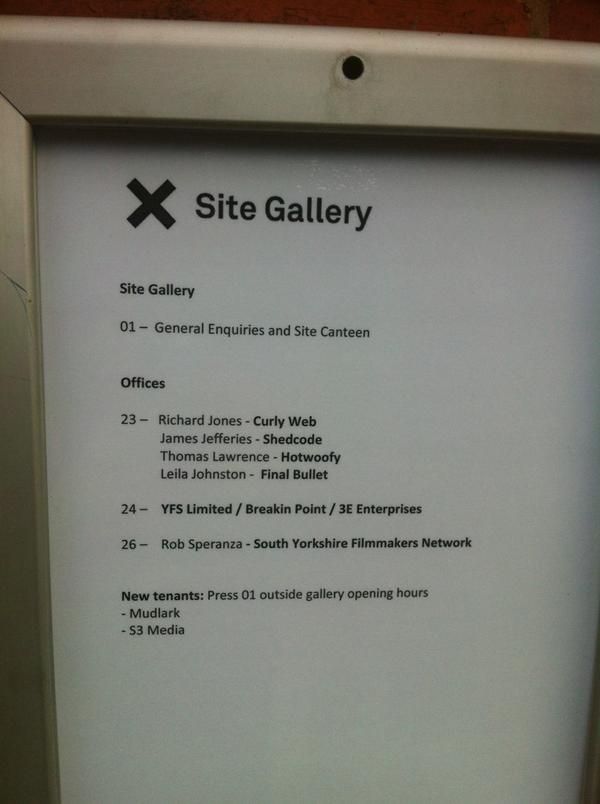 Site Gallery
Site Gallery
01 – General Enquiries and Site Canteen
Offices
23 – Richard Jones - Curly Web
James Jefferies - Shedcode
Thomas Lawrence - Hotwoofy
Leila Johnston - Final Bullet
24 – YFS Limited / Breakin Point / 3E Enterprises
26 – Rob Speranza - South Yorkshire Filmmakers Network
New tenants: Press 01 outside gallery opening hours
- Mudlark
- S3 Media